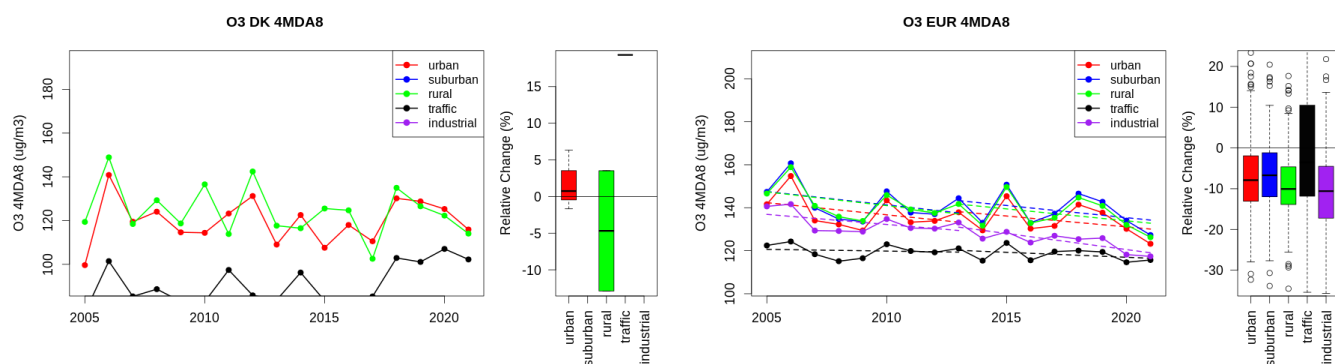 O3 DK 4MDA8
O3 4MDA8 (ug/m3)
180
160
140
120
100
2005
2010
2015
2020
urban
suburban
rural
traffic
industrial
Relative Change (%)
15
10
5
0
-5
-10
urban
suburban
rural
traffic
industrial
O3 EUR 4MDA8
O3 4MDA8 (ug/m3)
200
180
160
140
120
100
2005
2010
2015
2020
urban
suburban
rural
traffic
industrial
Relative Change (%)
20
10
0
-10
-20
-30
urban
suburban
rural
traffic
industrial